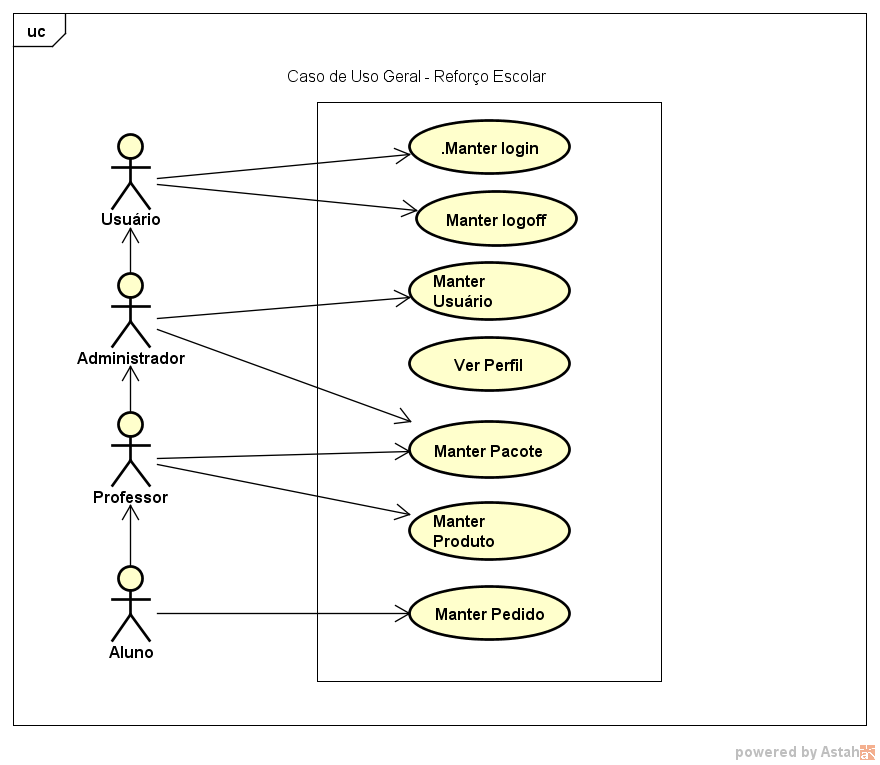 uc
Caso de Uso Geral - Reforço Escolar
.Manter login
Usuário
Manter logoff
Manter
Usuário
Administrador
Ver Perfil
Manter Pacote
Professor
Manter
Produto
Manter Pedido
Aluno
powered by Astah